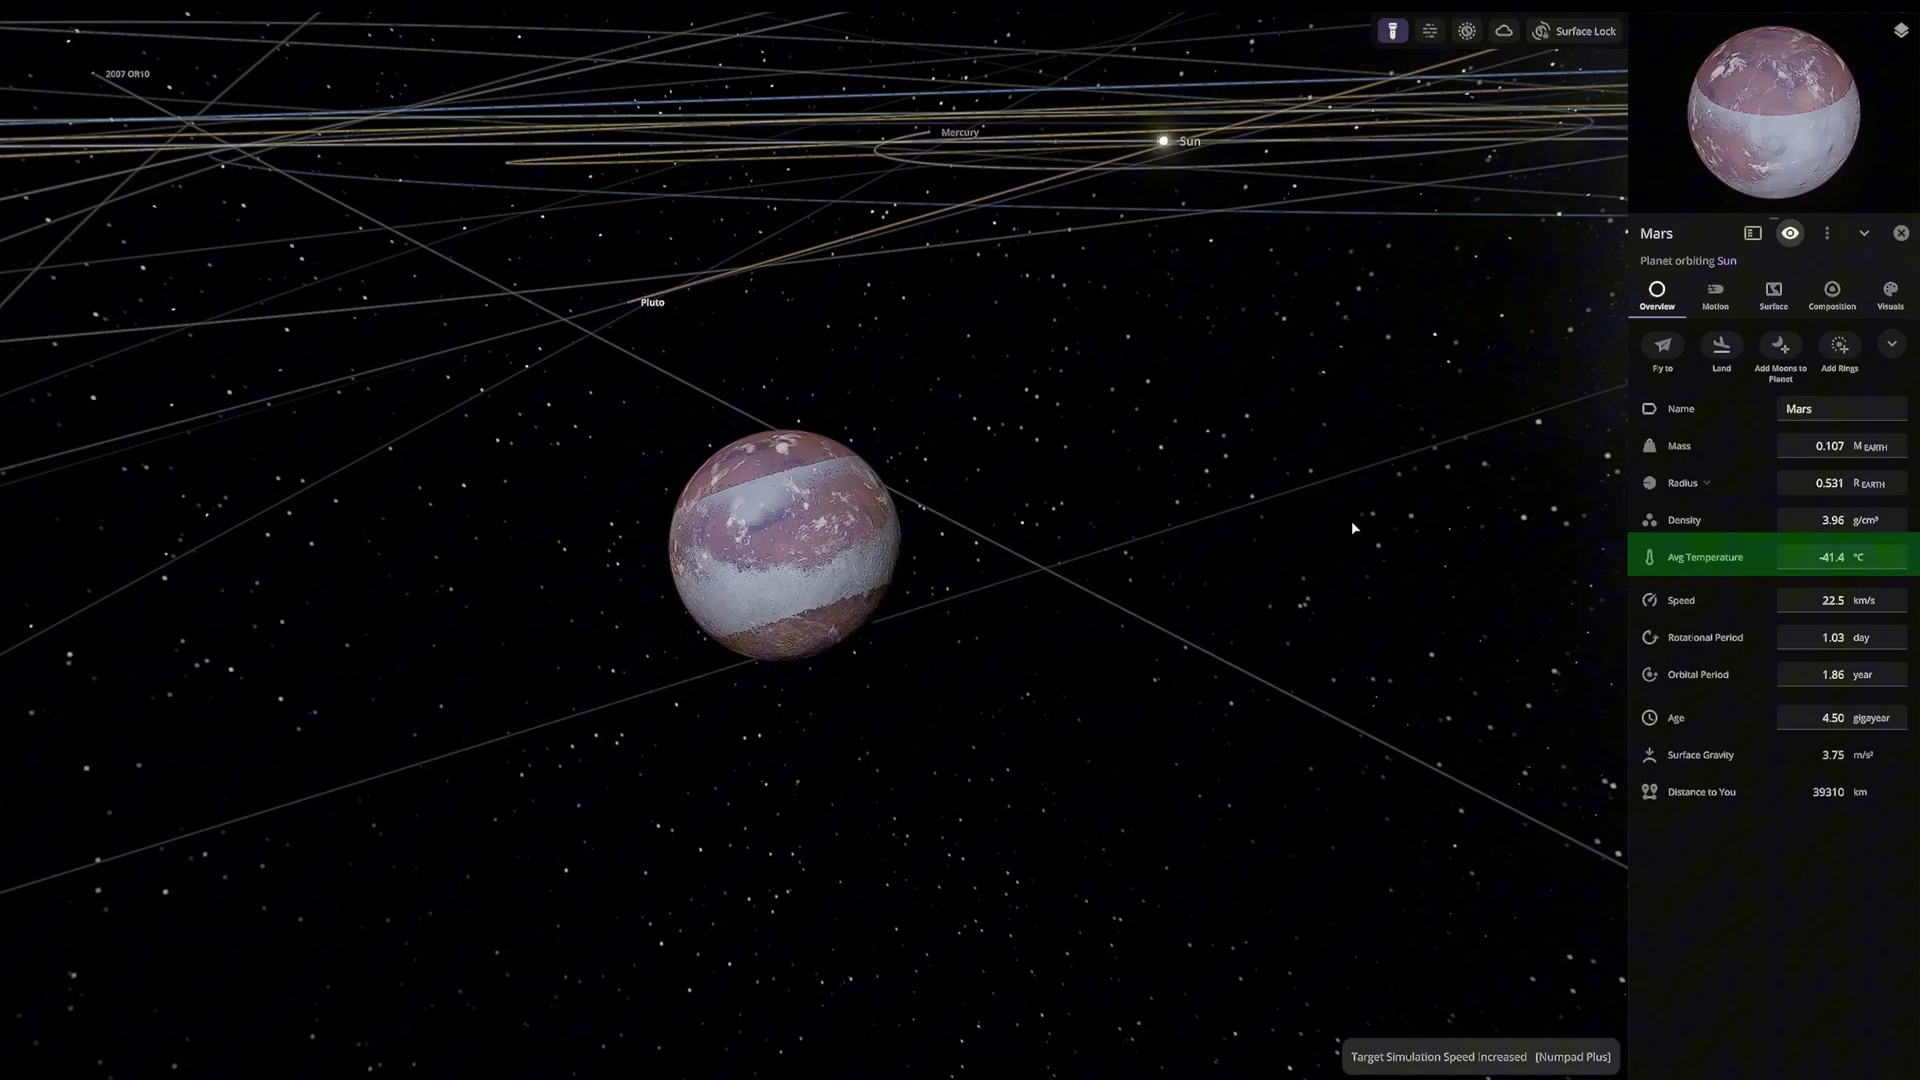 Surface Lock
2007 OR10
Mercury
Sun
Pluto
Mars
Planet orbiting Sun
Overview Motion Surface Composition Visuals
Fly to Land Add Moons to Planet Add Rings
Name Mars
Mass 0.107 M EARTH
Radius 0.531 R EARTH
Density 3.96 g/cm³
Avg Temperature -41.4 °C
Speed 22.5 km/s
Rotational Period 1.03 day
Orbital Period 1.86 year
Age 4.50 gigayear
Surface Gravity 3.75 m/s²
Distance to You 39310 km
Target Simulation Speed Increased [Numpad Plus]